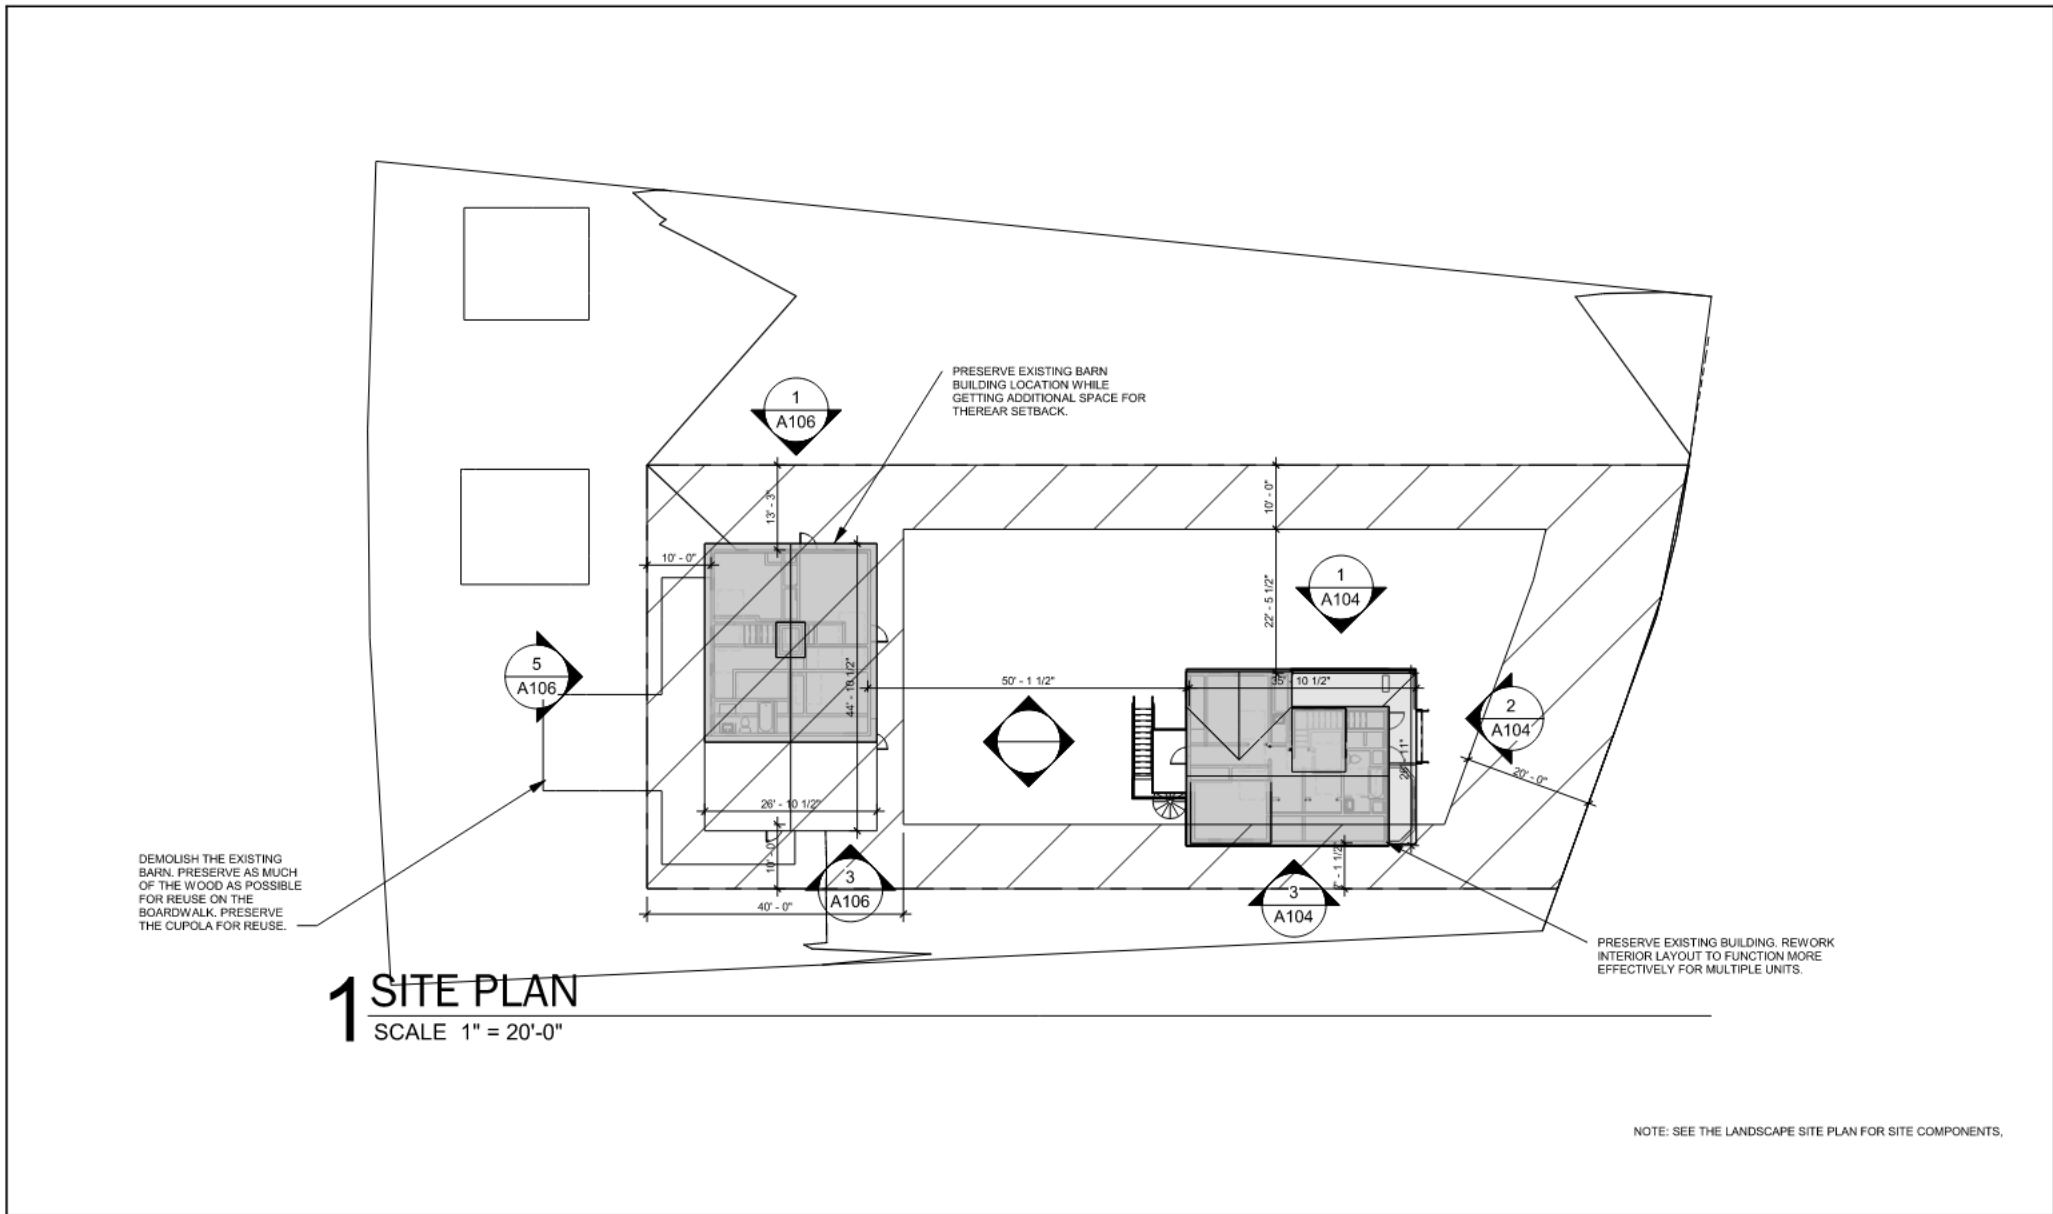 PRESERVE EXISTING BARN
BUILDING LOCATION WHILE
GETTING ADDITIONAL SPACE FOR
THEREAR SETBACK.
1
A106
13' - 3"
10' - 0"
10' - 0"
22' - 5 1/2"
1
A104
5
A106
44' - 10 1/2"
50' - 1 1/2"
35' - 10 1/2"
2
A104
20' - 0"
26' - 10 1/2"
10' - 0"
3
A106
40' - 0"
3
A104
DEMOLISH THE EXISTING
BARN. PRESERVE AS MUCH
OF THE WOOD AS POSSIBLE
FOR REUSE ON THE
BOARDWALK. PRESERVE
THE CUPOLA FOR REUSE.
PRESERVE EXISTING BUILDING. REWORK
INTERIOR LAYOUT TO FUNCTION MORE
EFFECTIVELY FOR MULTIPLE UNITS.
1 SITE PLAN
SCALE 1" = 20'-0"
NOTE: SEE THE LANDSCAPE SITE PLAN FOR SITE COMPONENTS,